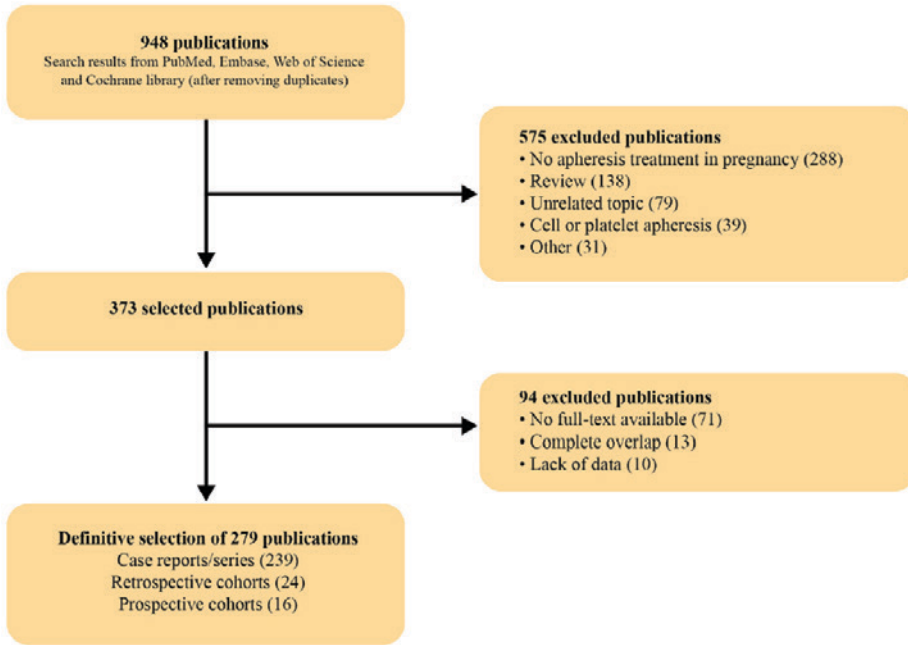 948 publications
Search results from PubMed, Embase, Web of Science
and Cochrane library (after removing duplicates)
575 excluded publications
• No apheresis treatment in pregnancy (288)
• Review (138)
• Unrelated topic (79)
• Cell or platelet apheresis (39)
• Other (31)
373 selected publications
94 excluded publications
• No full-text available (71)
• Complete overlap (13)
• Lack of data (10)
Definitive selection of 279 publications
Case reports/series (239)
Retrospective cohorts (24)
Prospective cohorts (16)